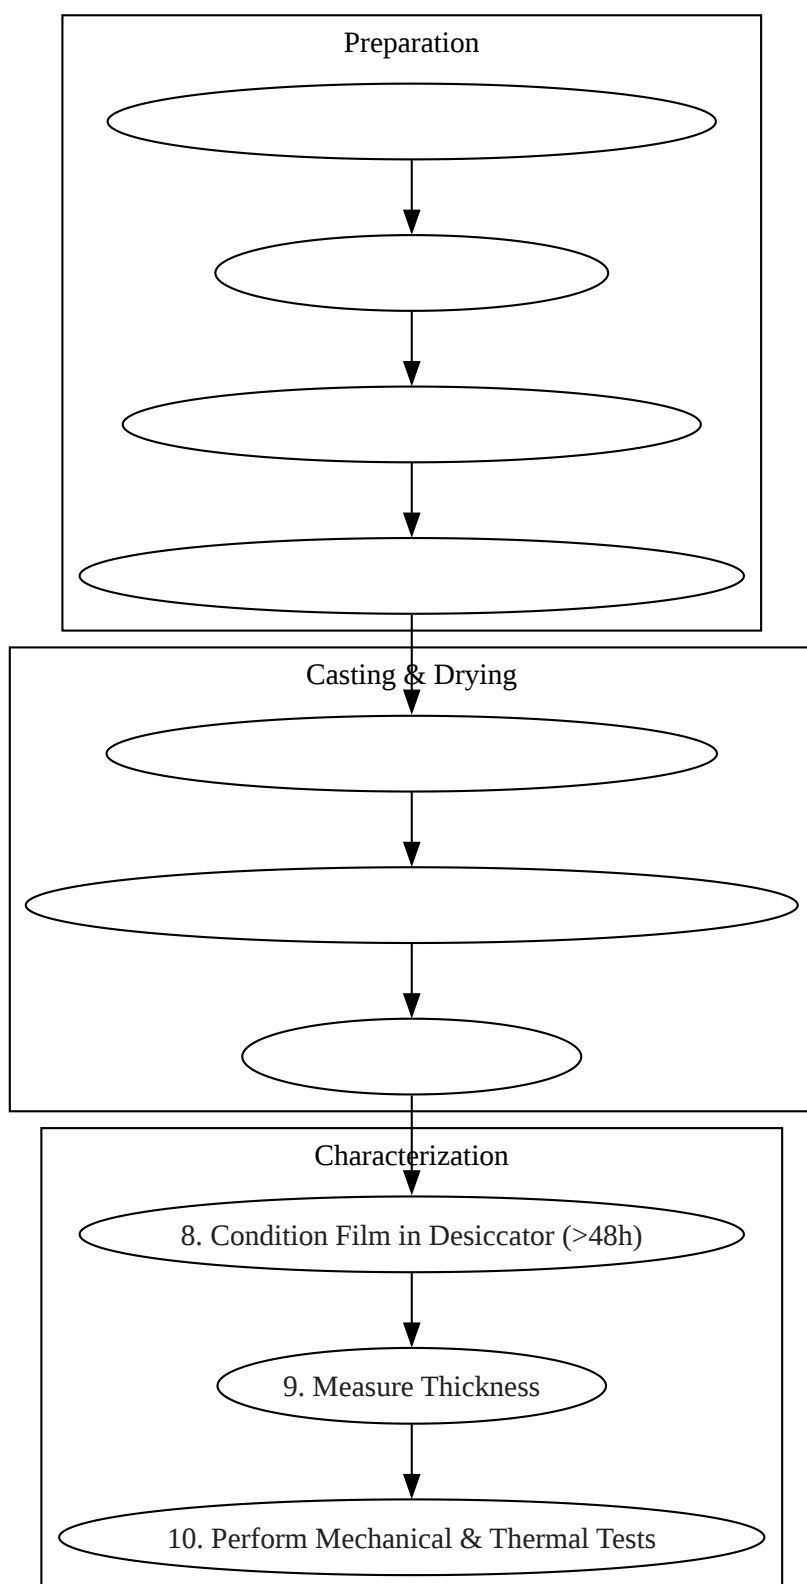 Preparation
Casting & Drying
Characterization
8. Condition Film in Desiccator (>48h)
9. Measure Thickness
10. Perform Mechanical & Thermal Tests